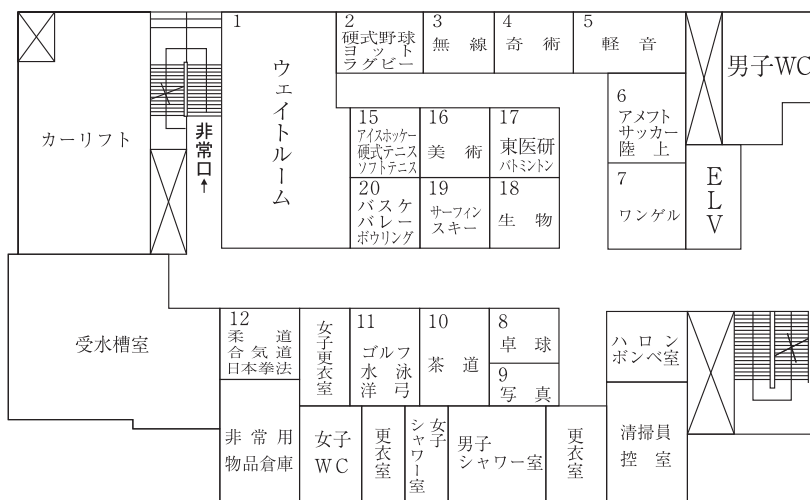 カーリフト
非常口→
1
ウェイトルーム
2
硬式野球
ヨット
ラグビー
3
無線
4
奇術
5
軽音
男子WC
6
アメフト
サッカー
陸上
7
ワンゲル
ELV
15
アイスホッケー
硬式テニス
ソフトテニス
16
美術
17
東医研
バトミントン
20
バスケ
バレー
ボウリング
19
サーフィン
スキー
18
生物
受水槽室
12
柔道
合気道
日本拳法
女子更衣室
11
ゴルフ
水泳
洋弓
10
茶道
8
卓球
9
写真
ハロン
ボンベ室
非常用
物品倉庫
女子
WC
更衣室
女子
シャワー室
男子
シャワー室
更衣室
清掃員
控室